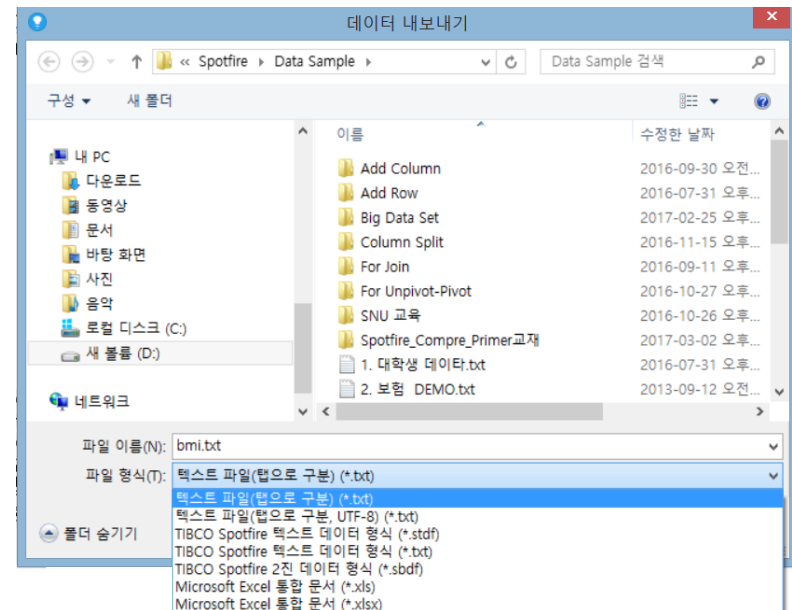 데이터 내보내기
« Spotfire ▸ Data Sample ▸
Data Sample 검색
구성 새 폴더
이름 수정한 날짜
내 PC
다운로드
동영상
문서
바탕 화면
사진
음악
로컬 디스크 (C:)
새 볼륨 (D:)
네트워크
Add Column 2016-09-30 오전...
Add Row 2016-07-31 오후...
Big Data Set 2017-02-25 오후...
Column Split 2016-11-15 오후...
For Join 2016-09-11 오후...
For Unpivot-Pivot 2016-10-27 오후...
SNU 교육 2016-10-26 오후...
Spotfire_Compre_Primer교재 2017-03-02 오후...
1. 대학생 데이타.txt 2016-07-31 오후...
2. 보험 DEMO.txt 2013-09-12 오전...
파일 이름(N): bmi.txt
파일 형식(T): 텍스트 파일(탭으로 구분) (*.txt)
텍스트 파일(탭으로 구분) (*.txt)
텍스트 파일(탭으로 구분, UTF-8) (*.txt)
TIBCO Spotfire 텍스트 데이터 형식 (*.stdf)
TIBCO Spotfire 텍스트 데이터 형식 (*.txt)
TIBCO Spotfire 2진 데이터 형식 (*.sbdf)
Microsoft Excel 통합 문서 (*.xls)
Microsoft Excel 통합 문서 (*.xlsx)
폴더 숨기기